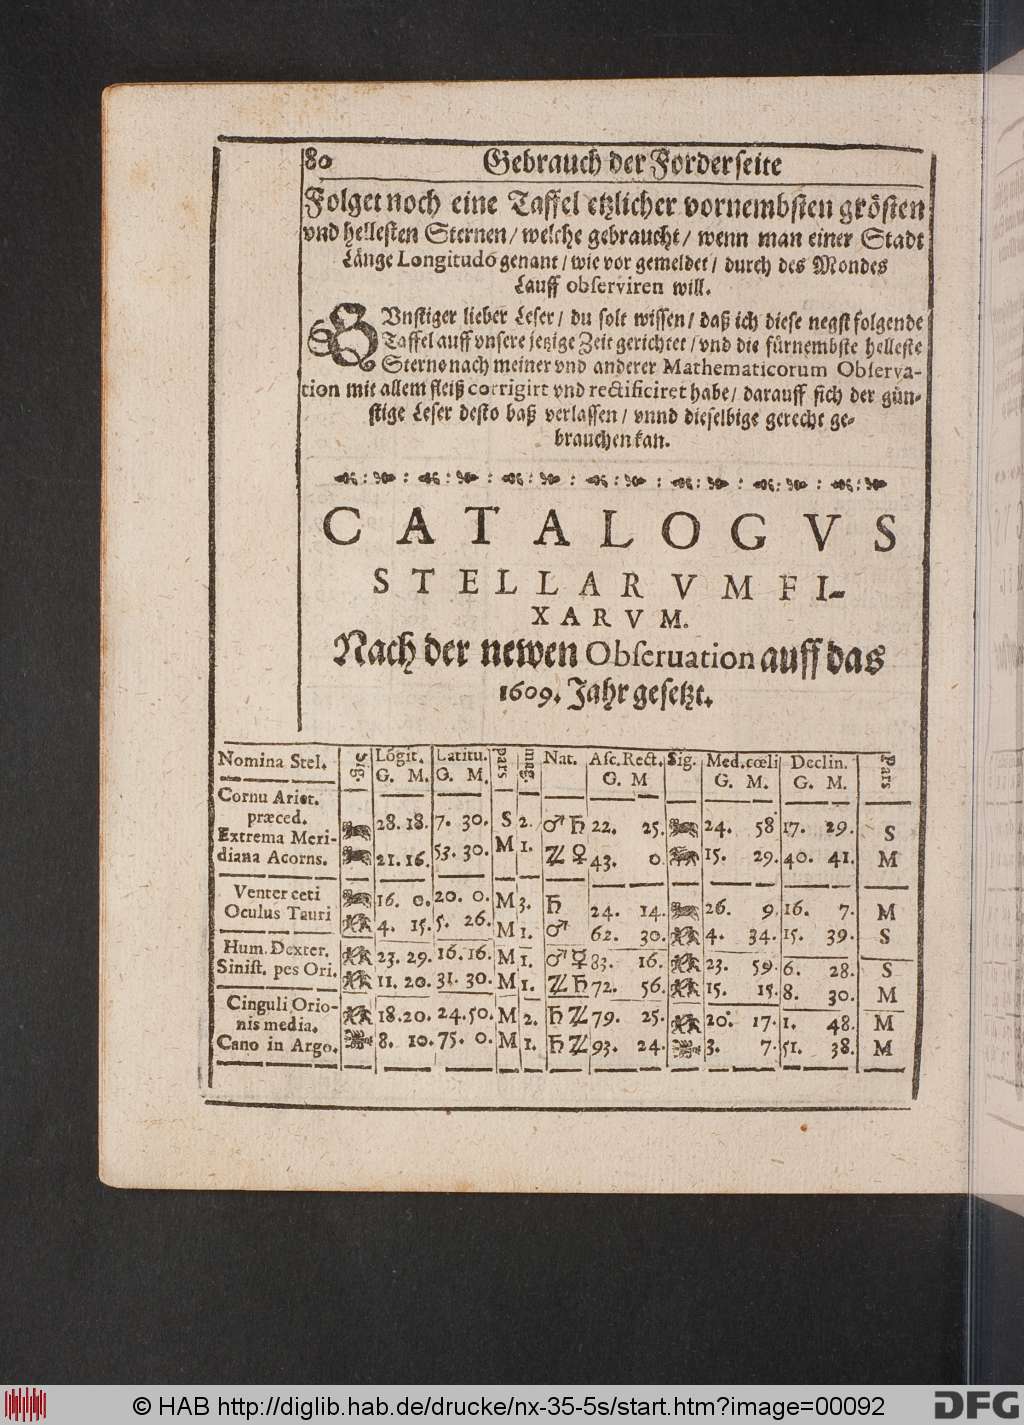 80 Gebrauch der Forderseite
Folget noch eine Taffel etzlicher vornembsten grösten
vnd hellesten Sternen / welche gebraucht / wenn man einer Stadt
Länge Longitudo genant / wie vor gemeldet / durch des Mondes
Lauff observiren will.
GVnstiger lieber Leser / du solt wissen / daß ich diese negst folgende
Taffel auff vnsere jetzige Zeit gerichtet / vnd die fürnembste helleste
Sterne nach meiner vnd anderer Mathematicorum Observa-
tion mit allem fleiß corrigirt vnd rectificiret habe / darauff sich der gün-
stige Leser desto baß verlassen / vnnd dieselbige gerecht ge-
brauchen kan.
CATALOGVS
STELLARVM FI-
XARVM.
Nach der newen Observation auff das
1609. Jahr gesetzt.
Nomina Stel. Sig. Lõgit. Latitu. pars mag. Nat. Asc. Rect. Sig. Med. cœli Declin. Pars
G. M. G. M. G. M G. M. G. M.
Cornu Ariet.
præced. 28. 18. 7. 30. S 2. ♂ ♄ 22. 25. 24. 58 17. 29. S
Extrema Meri-
diana Acorns. 21. 16. 53. 30. M 1. ♃ ♀ 43. 0. 15. 29. 40. 41. M
Venter ceti 16. 0. 20. 0. M 3. ♄ 24. 14. 26. 9. 16. 7. M
Oculus Tauri 4. 15. 5. 26. M 1. ♂ 62. 30. 4. 34. 15. 39. S
Hum. Dexter. 23. 29. 16. 16. M 1. ♂ ☿ 83. 16. 23. 59. 6. 28. S
Sinist. pes Ori. 11. 20. 31. 30. M 1. ♃ ♄ 72. 56. 15. 15. 8. 30. M
Cinguli Orio-
nis media. 18. 20. 24. 50. M 2. ♄ ♃ 79. 25. 20. 17. 1. 48. M
Cano in Argo. 8. 10. 75. 0. M 1. ♄ ♃ 93. 24. 3. 7. 51. 38. M
© HAB http://diglib.hab.de/drucke/nx-35-5s/start.htm?image=00092
DFG